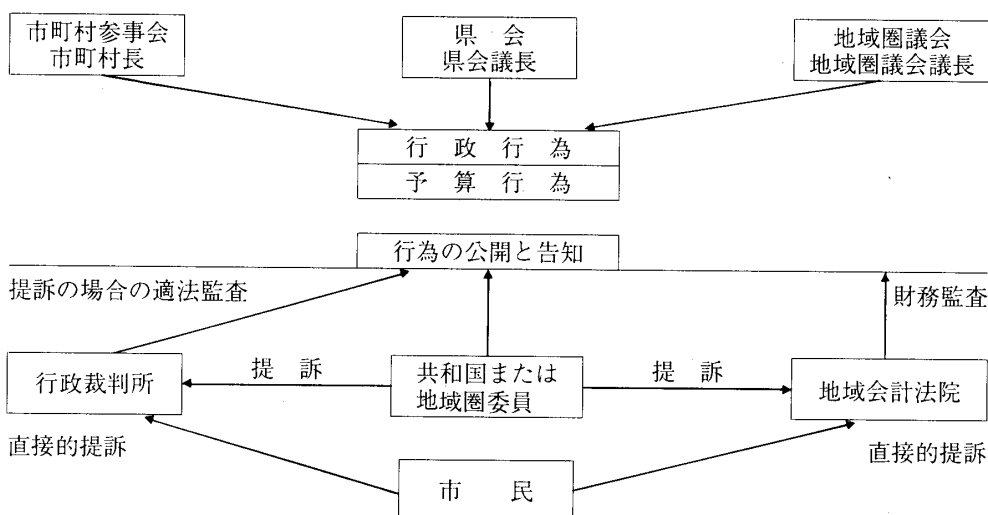 市町村参事会
市町村長
県 会
県会議長
地域圏議会
地域圏議会議長
行 政 行 為
予 算 行 為
行為の公開と告知
提訴の場合の適法監査
財務監査
行政裁判所
提 訴
共和国または
地域圏委員
提 訴
地域会計法院
直接的提訴
直接的提訴
市 民